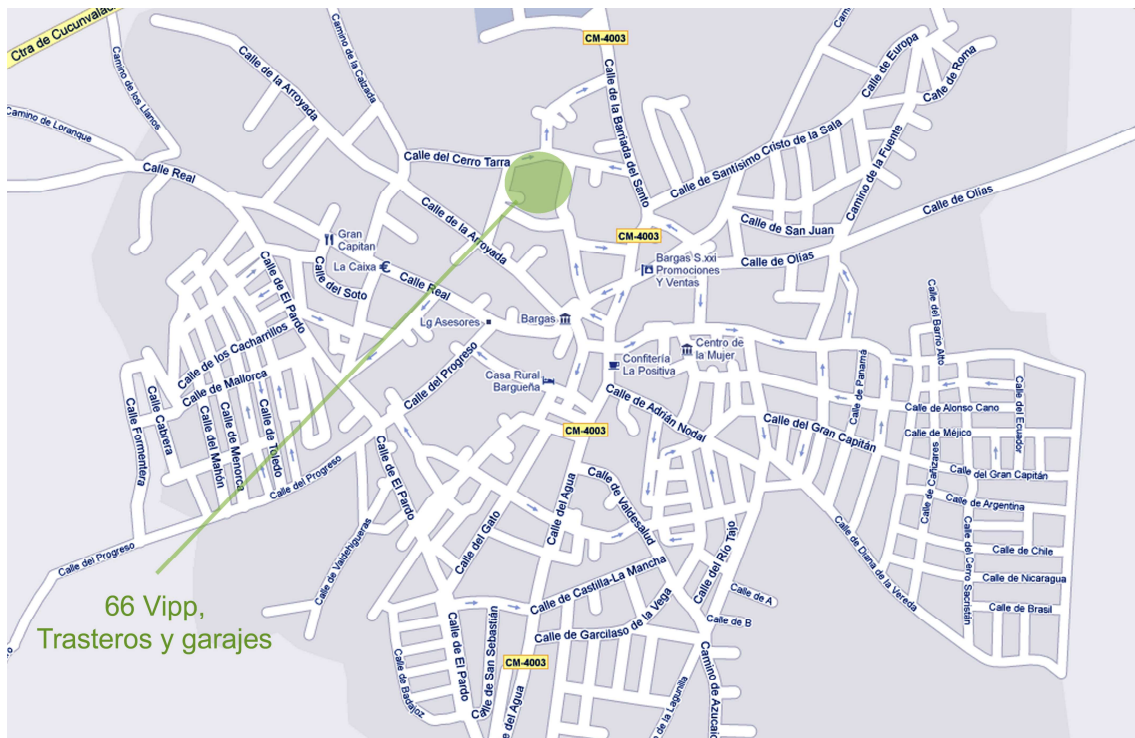 Ctra de Cucunvalac
CM-4003
Camino de los Llanos
Calle de la Arroyada
Camino de la Calzada
Calle de la Barriada del Santo
Calle de Europa
Calle de Roma
Camino de Loranque
Calle Real
Calle del Cerro Tarra
Calle de Santísimo Cristo de la Sala
Camino de la Fuente
Calle de Olías
Calle de la Arroyada
Calle de San Juan
CM-4003
Gran
Capitan
La Caixa
Calle del Soto
Calle Real
Calle de El Pardo
Bargas S.xxi
Promociones
Y Ventas
Calle de Olías
Lg Asesores
Bargas
Centro de
la Mujer
Confitería
La Positiva
Calle del Barrio Alto
Calle de los Cacharrillos
Calle de Mallorca
Calle del Progreso
Casa Rural
Bargueña
Calle de Panamá
Calle de Adrián Nodal
Calle del Gran Capitán
Calle de Alonso Cano
Calle del Ecuador
Calle de Méjico
Calle Formentera
Calle Cabrera
Calle del Mahón
Calle de Menorca
Calle de Toledo
CM-4003
Calle del Progreso
Calle de El Pardo
Calle del Gato
Calle del Agua
Calle de Valdesalud
Calle de Cañizares
Calle del Gran Capitán
Calle de Argentina
Calle de Valdehigueras
Calle del Río Tajo
Calle de Diana de la Vereda
Calle del Cerro Sacristán
Calle de Chile
Calle de Nicaragua
Calle de Brasil
Calle del Progreso
Calle de Castilla-La Mancha
Calle de A
Calle de B
66 Vipp,
Trasteros y garajes
Calle de Garcilaso de la Vega
Calle de San Sebastián
Calle de El Pardo
CM-4003
Calle de Badajoz
e del Agua
de la Lagunilla
Camino de Azucaic